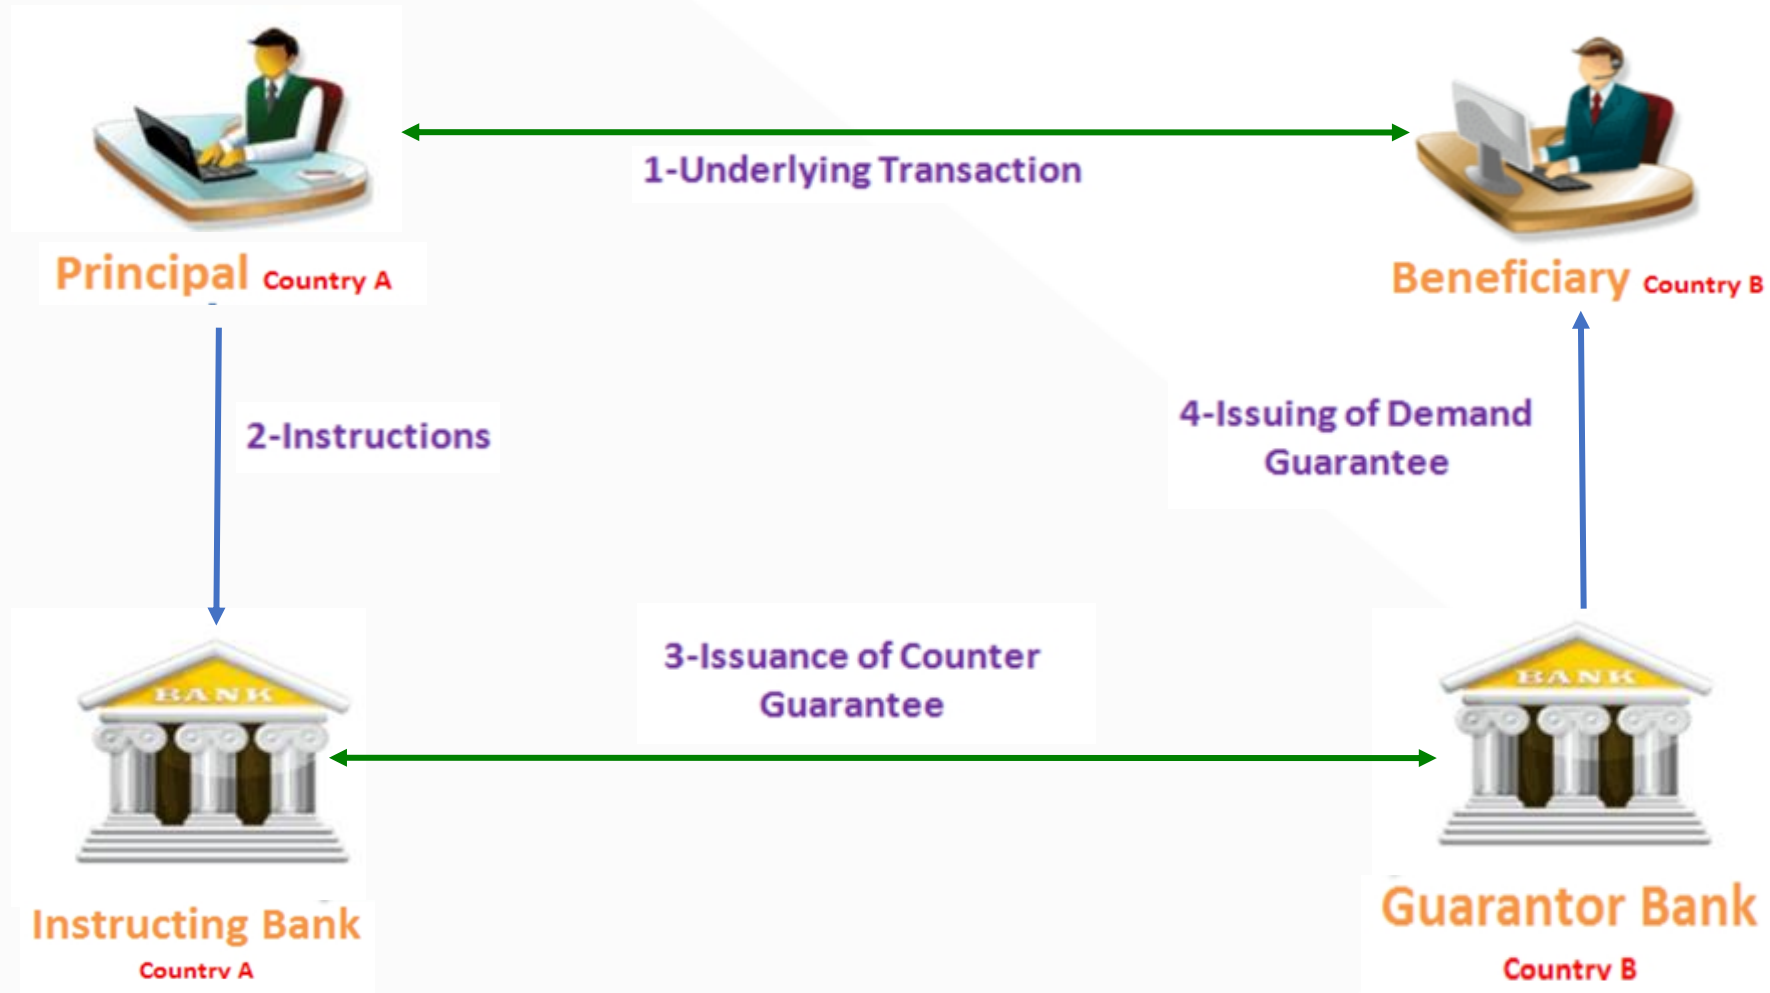 1-Underlying Transaction
Principal Country A
Beneficiary Country B
2-Instructions
4-Issuing of Demand
Guarantee
3-Issuance of Counter
Guarantee
BANK
BANK
Instructing Bank
Country A
Guarantor Bank
Country B